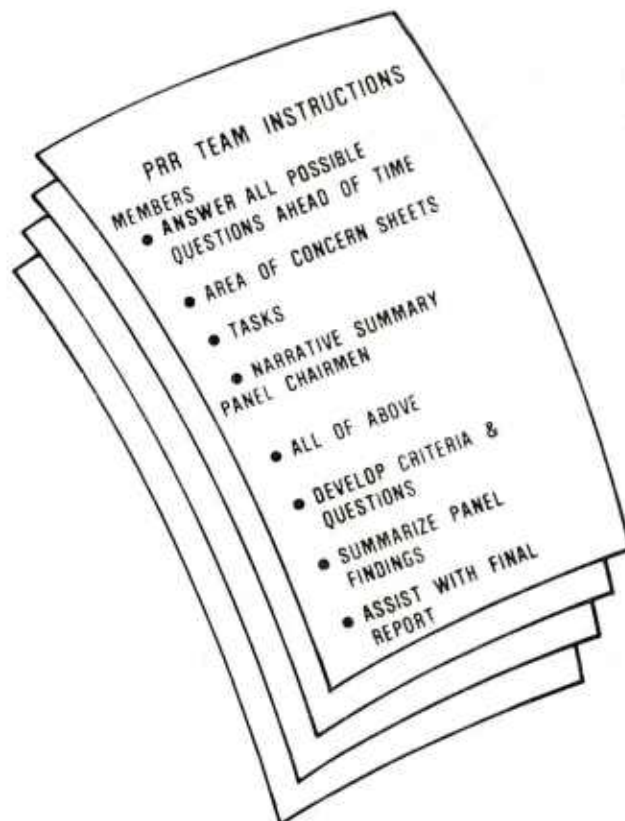 PRR TEAM INSTRUCTIONS
MEMBERS
• ANSWER ALL POSSIBLE
QUESTIONS AHEAD OF TIME
• AREA OF CONCERN SHEETS
• TASKS
• NARRATIVE SUMMARY
PANEL CHAIRMEN
• ALL OF ABOVE
• DEVELOP CRITERIA &
QUESTIONS
• SUMMARIZE PANEL
FINDINGS
• ASSIST WITH FINAL
REPORT